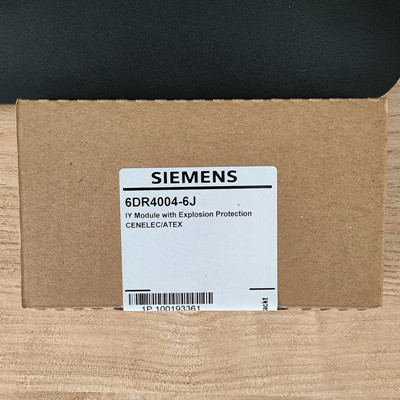 SIEMENS
6DR4004-6J
IY Module with Explosion Protection
CENELEC/ATEX
1P 100193361